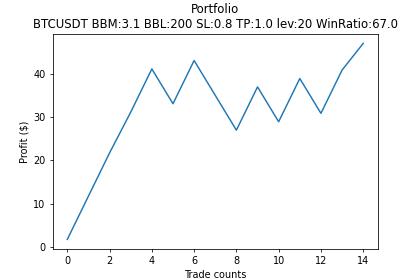 Portfolio
BTCUSDT BBM:3.1 BBL:200 SL:0.8 TP:1.0 lev:20 WinRatio:67.0
40
30
20
10
0
Profit ($)
0 2 4 6 8 10 12 14
Trade counts